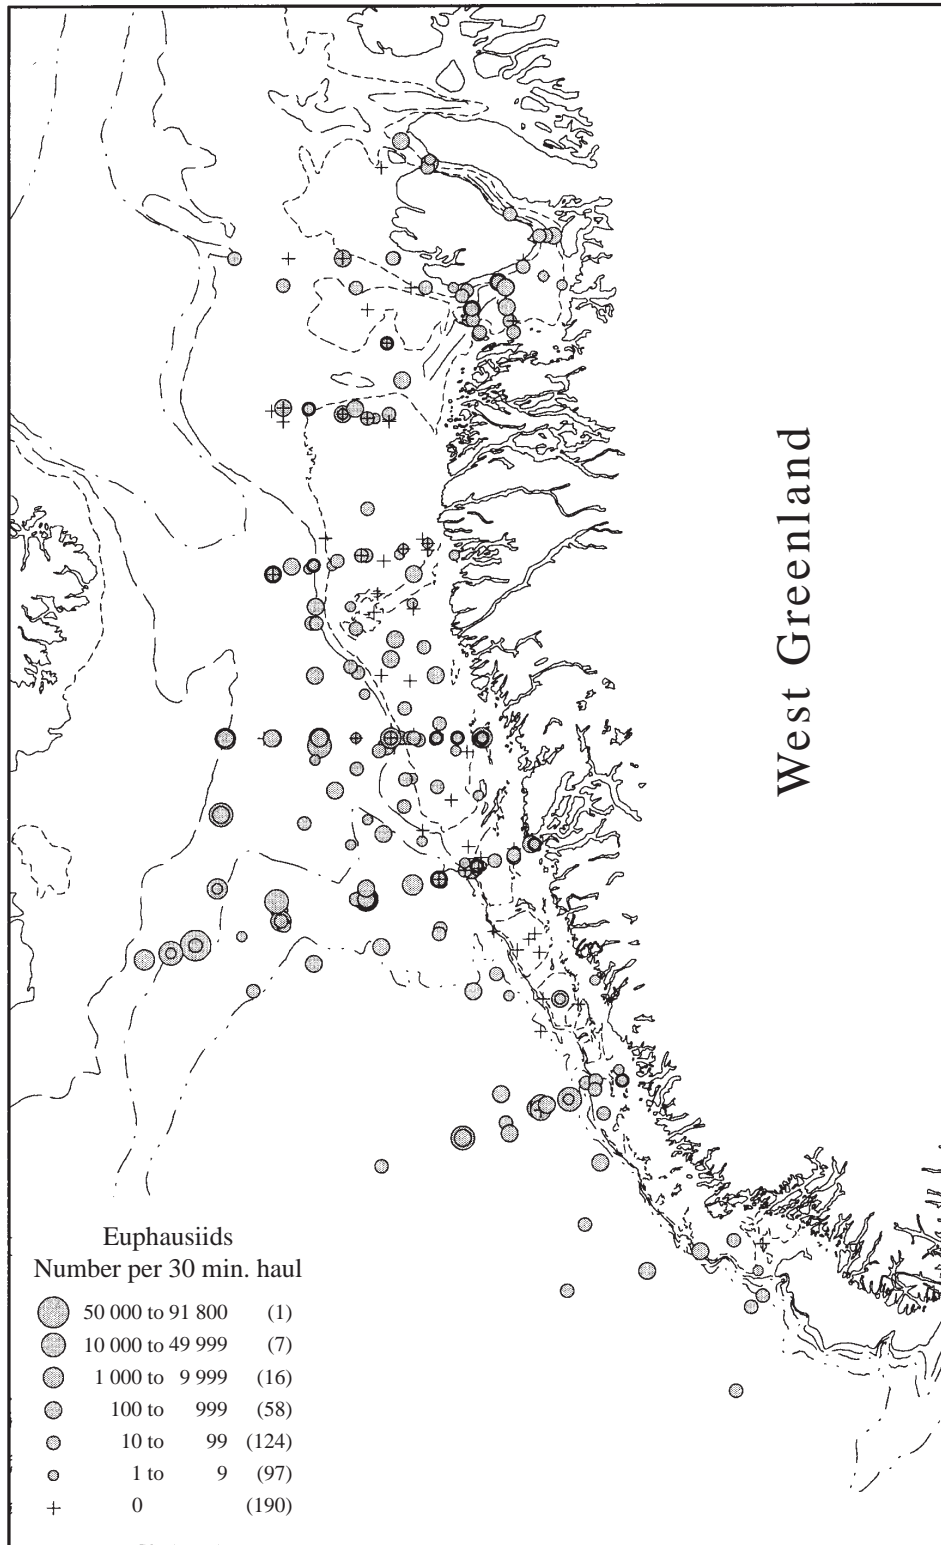 West Greenland
Euphausiids
Number per 30 min. haul
50 000 to 91 800 (1)
10 000 to 49 999 (7)
1 000 to 9 999 (16)
100 to 999 (58)
10 to 99 (124)
1 to 9 (97)
0 (190)